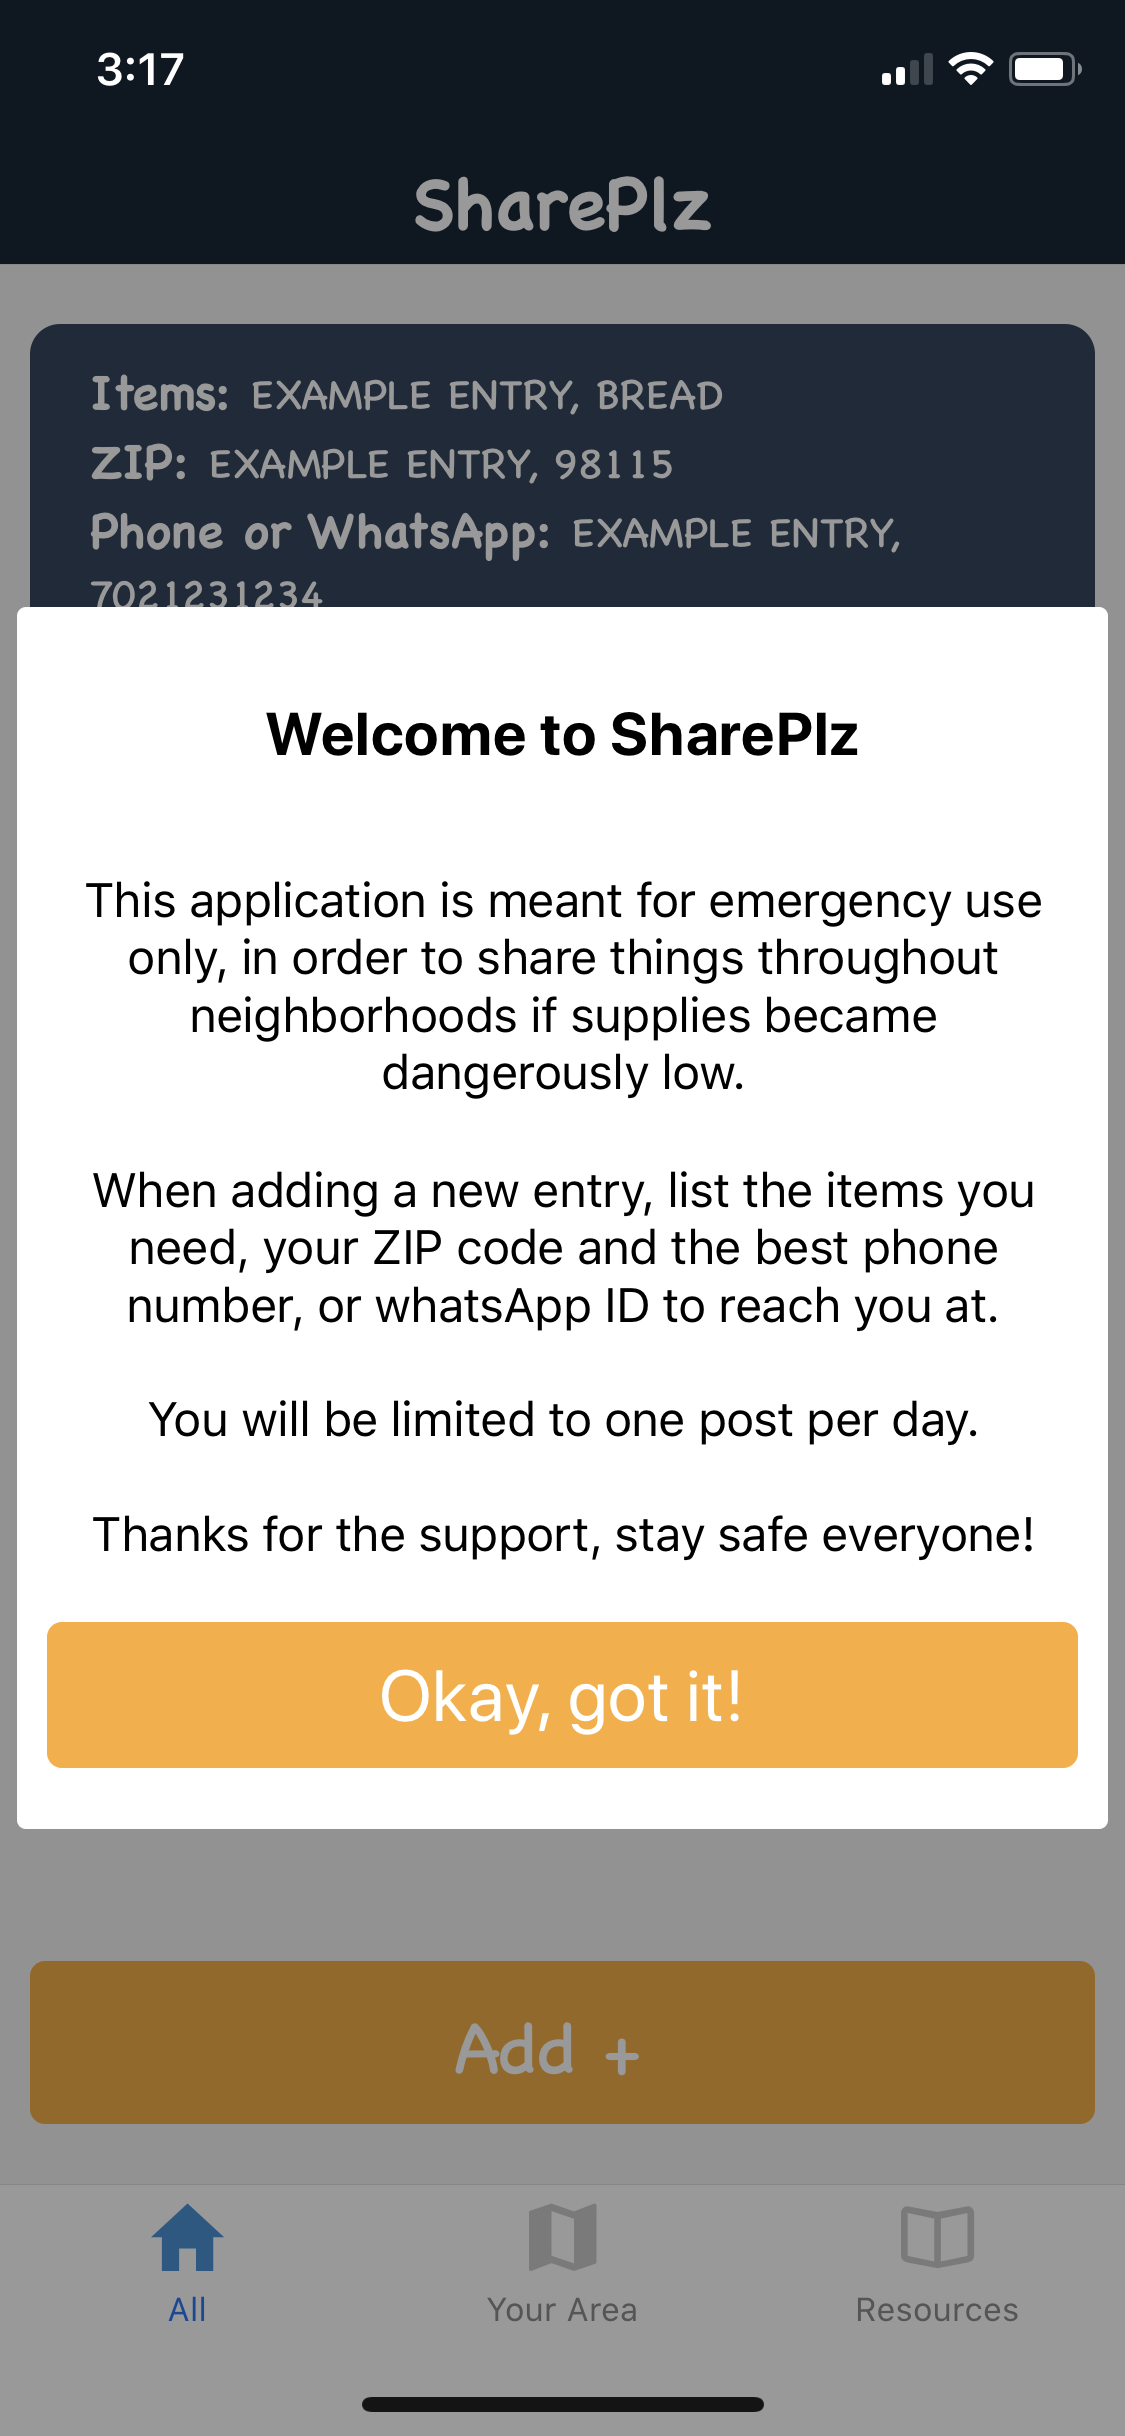 3:17
SharePlz
Items: EXAMPLE ENTRY, BREAD
ZIP: EXAMPLE ENTRY, 98115
Phone or WhatsApp: EXAMPLE ENTRY,
7021231234
Welcome to SharePlz
This application is meant for emergency use
only, in order to share things throughout
neighborhoods if supplies became
dangerously low.
When adding a new entry, list the items you
need, your ZIP code and the best phone
number, or whatsApp ID to reach you at.
You will be limited to one post per day.
Thanks for the support, stay safe everyone!
Okay, got it!
Add +
All
Your Area
Resources